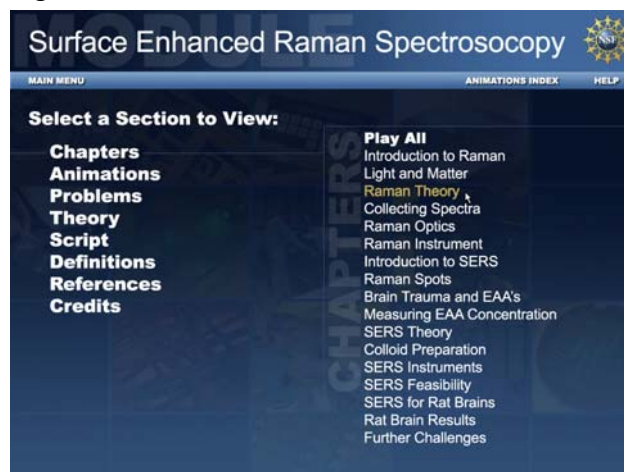 MODULE
Surface Enhanced Raman Spectrosocopy
NSF
MAIN MENU
ANIMATIONS INDEX
HELP
Select a Section to View:
Chapters
Animations
Problems
Theory
Script
Definitions
References
Credits
CHAPTERS
Play All
Introduction to Raman
Light and Matter
Raman Theory
Collecting Spectra
Raman Optics
Raman Instrument
Introduction to SERS
Raman Spots
Brain Trauma and EAA's
Measuring EAA Concentration
SERS Theory
Colloid Preparation
SERS Instruments
SERS Feasibility
SERS for Rat Brains
Rat Brain Results
Further Challenges